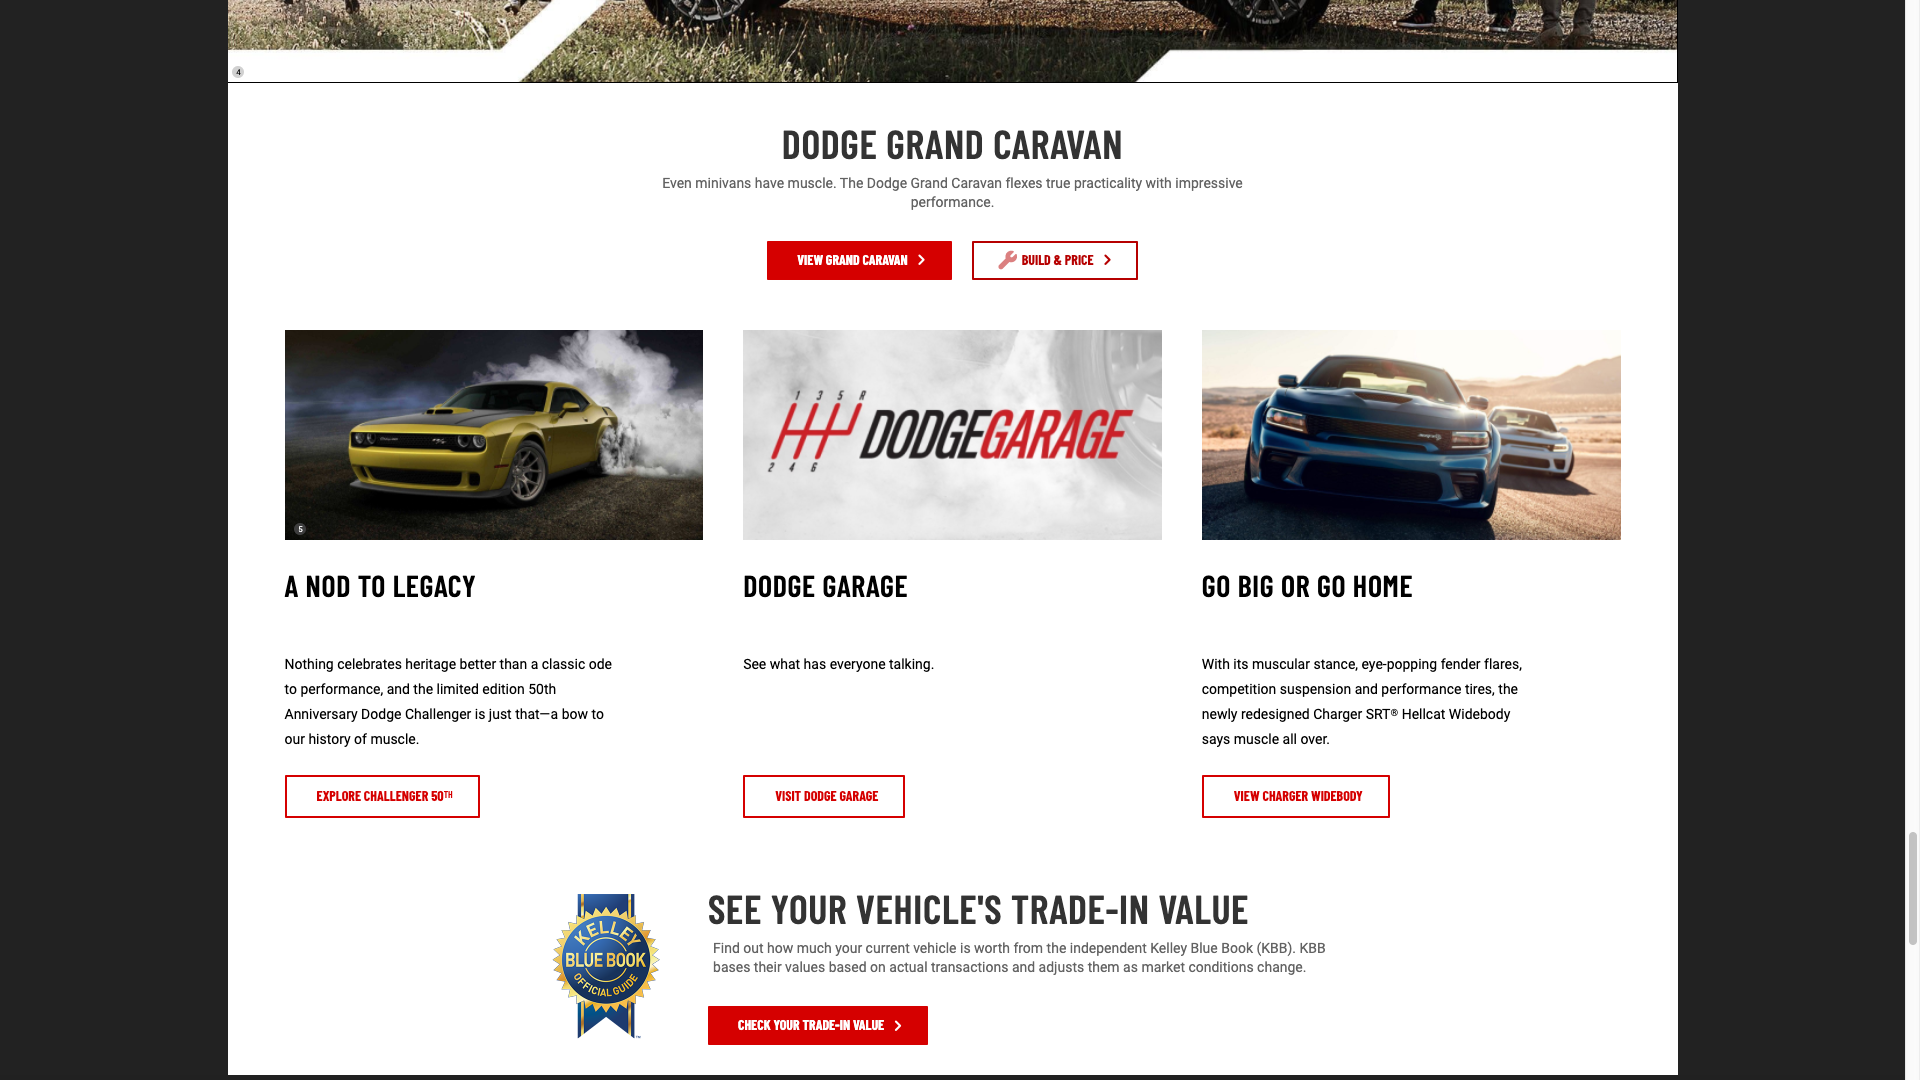 4
DODGE GRAND CARAVAN
Even minivans have muscle. The Dodge Grand Caravan flexes true practicality with impressive
performance.
VIEW GRAND CARAVAN
BUILD & PRICE
5
1 3 5 R
DODGEGARAGE
2 4 6
A NOD TO LEGACY
Nothing celebrates heritage better than a classic ode
to performance, and the limited edition 50th
Anniversary Dodge Challenger is just that—a bow to
our history of muscle.
EXPLORE CHALLENGER 50TH
DODGE GARAGE
See what has everyone talking.
VISIT DODGE GARAGE
GO BIG OR GO HOME
With its muscular stance, eye-popping fender flares,
competition suspension and performance tires, the
newly redesigned Charger SRT® Hellcat Widebody
says muscle all over.
VIEW CHARGER WIDEBODY
KELLEY
BLUE BOOK
OFFICIAL GUIDE
SEE YOUR VEHICLE'S TRADE-IN VALUE
Find out how much your current vehicle is worth from the independent Kelley Blue Book (KBB). KBB
bases their values based on actual transactions and adjusts them as market conditions change.
CHECK YOUR TRADE-IN VALUE